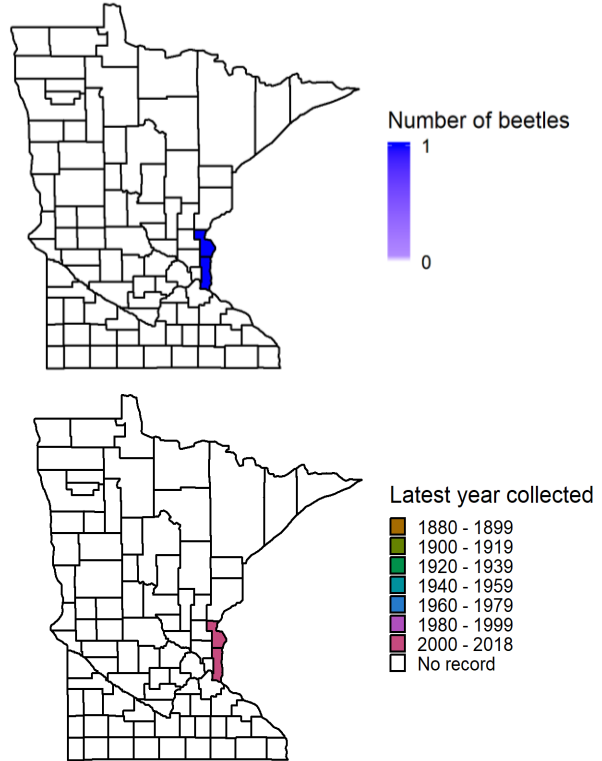 Number of beetles
1
0
Latest year collected
1880 - 1899
1900 - 1919
1920 - 1939
1940 - 1959
1960 - 1979
1980 - 1999
2000 - 2018
No record